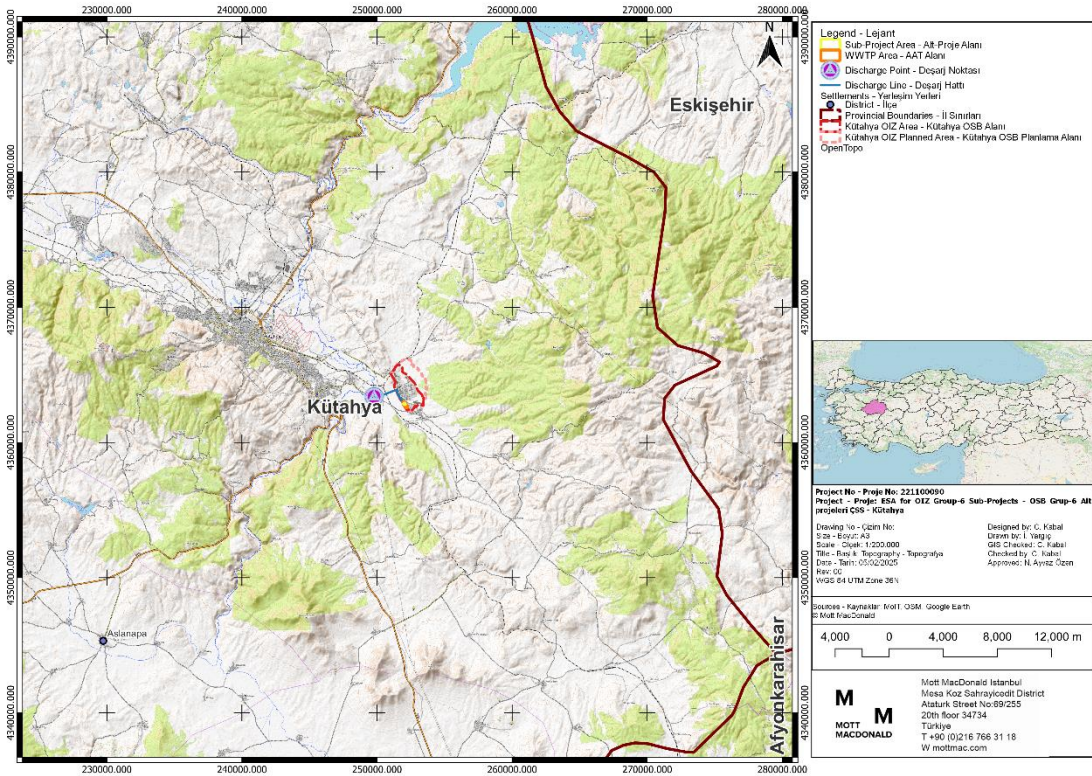 Eskişehir
Kütahya
Aslanapa
Afyonkarahisar
N
230000.000 240000.000 250000.000 260000.000 270000.000 280000.000
4390000.000
4380000.000
4370000.000
4360000.000
4350000.000
4340000.000
Legend - Lejant
Sub-Project Area - Alt-Proje Alanı
WWTP Area - AAT Alanı
Discharge Point - Deşarj Noktası
Discharge Line - Deşarj Hattı
Settlements - Yerleşim Yerleri
District - İlçe
Provincial Boundaries - İl Sınırları
Kütahya OIZ Area - Kütahya OSB Alanı
Kütahya OIZ Planned Area - Kütahya OSB Planlama Alanı
OpenTopo
Project No - Proje No: 221100090
Project - Proje: ESA for OIZ Group-6 Sub-Projects - OSB Grup-6 Alt
projeleri ÇSS - Kütahya
Drawing No - Çizim No:
Size - Boyut: A3
Scale - Ölçek: 1:200.000
Title - Başlık: Topography - Topografya
Date - Tarih: 05/02/2025
Rev: 00
WGS 84 UTM Zone 36N
Designed by: C. Kabal
Drawn by: I.
GIS Checked: C. Kabal
Checked by: C. Kabal
Approved: N. Ayvaz Özen
Sources - Kaynaklar: MoIT, OSM, Google Earth
© Mott MacDonald
4,000 0 4,000 8,000 12,000 m
M
M
MOTT
MACDONALD
Mott MacDonald Istanbul
Mesa Koz Sahrayicedit District
Ataturk Street No:69/255
20th floor 34734
Türkiye
T +90 (0)216 766 31 18
W mottmac.com